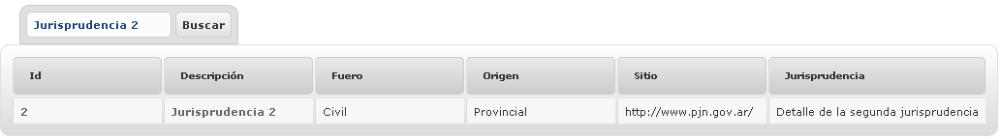 Jurisprudencia 2 Buscar
Id Descripción Fuero Origen Sitio Jurisprudencia
2 Jurisprudencia 2 Civil Provincial http://www.pjn.gov.ar/ Detalle de la segunda jurisprudencia